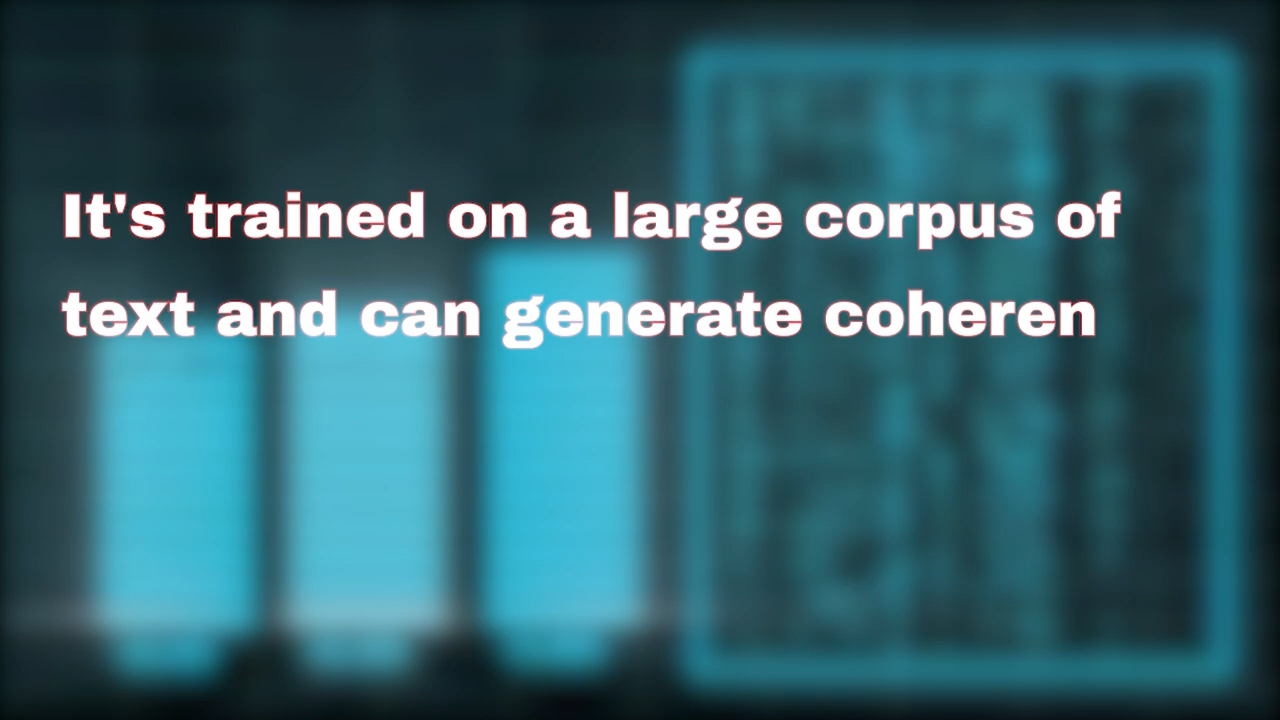 It's trained on a large corpus of
text and can generate coheren